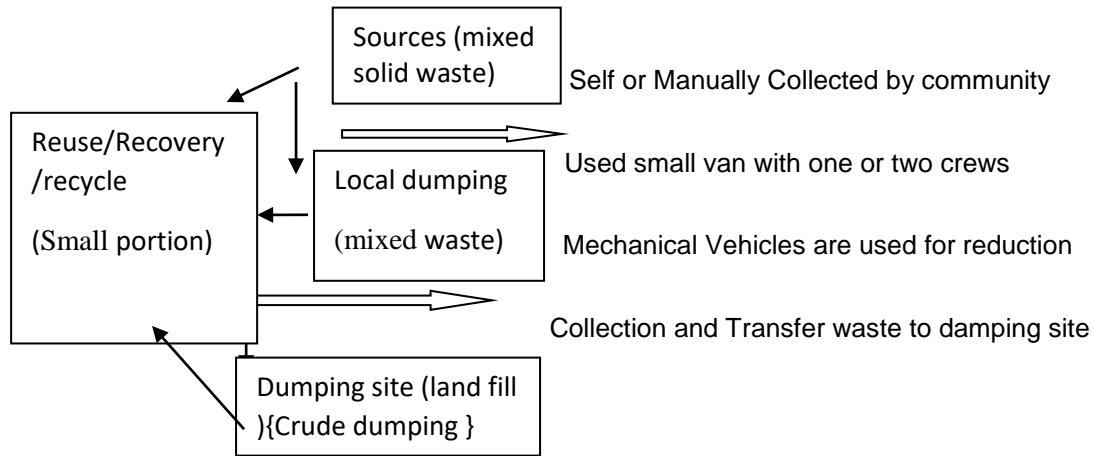 Sources (mixed
solid waste)
Self or Manually Collected by community
Reuse/Recovery
/recycle
(Small portion)
Used small van with one or two crews
Local dumping
(mixed waste)
Mechanical Vehicles are used for reduction
Collection and Transfer waste to damping site
Dumping site (land fill
){Crude dumping }